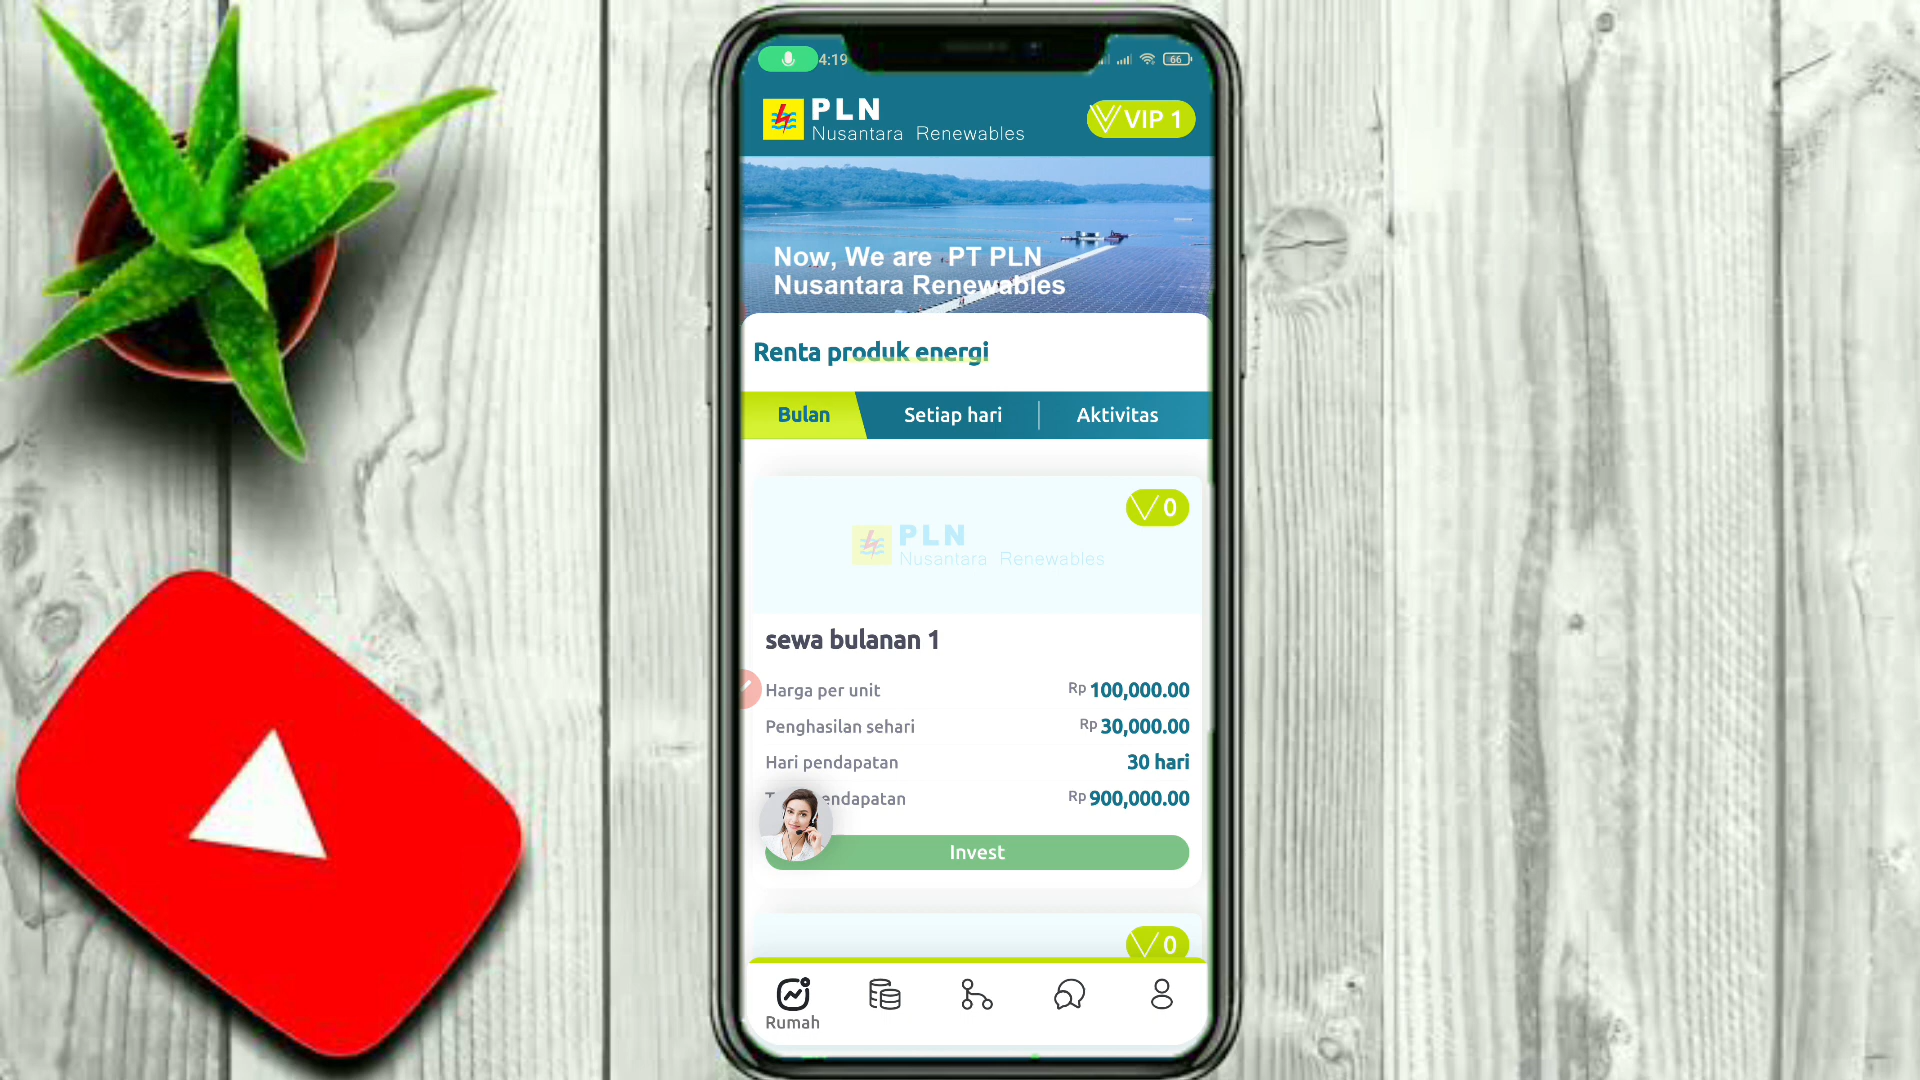 4:19
66
PLN
Nusantara Renewables
VIP 1
Now, We are PT PLN
Nusantara Renewables
Renta produk energi
Bulan
Setiap hari
Aktivitas
0
PLN
Nusantara Renewables
sewa bulanan 1
Harga per unit
Rp 100,000.00
Penghasilan sehari
Rp 30,000.00
Hari pendapatan
30 hari
Rp 900,000.00
Invest
0
Rumah